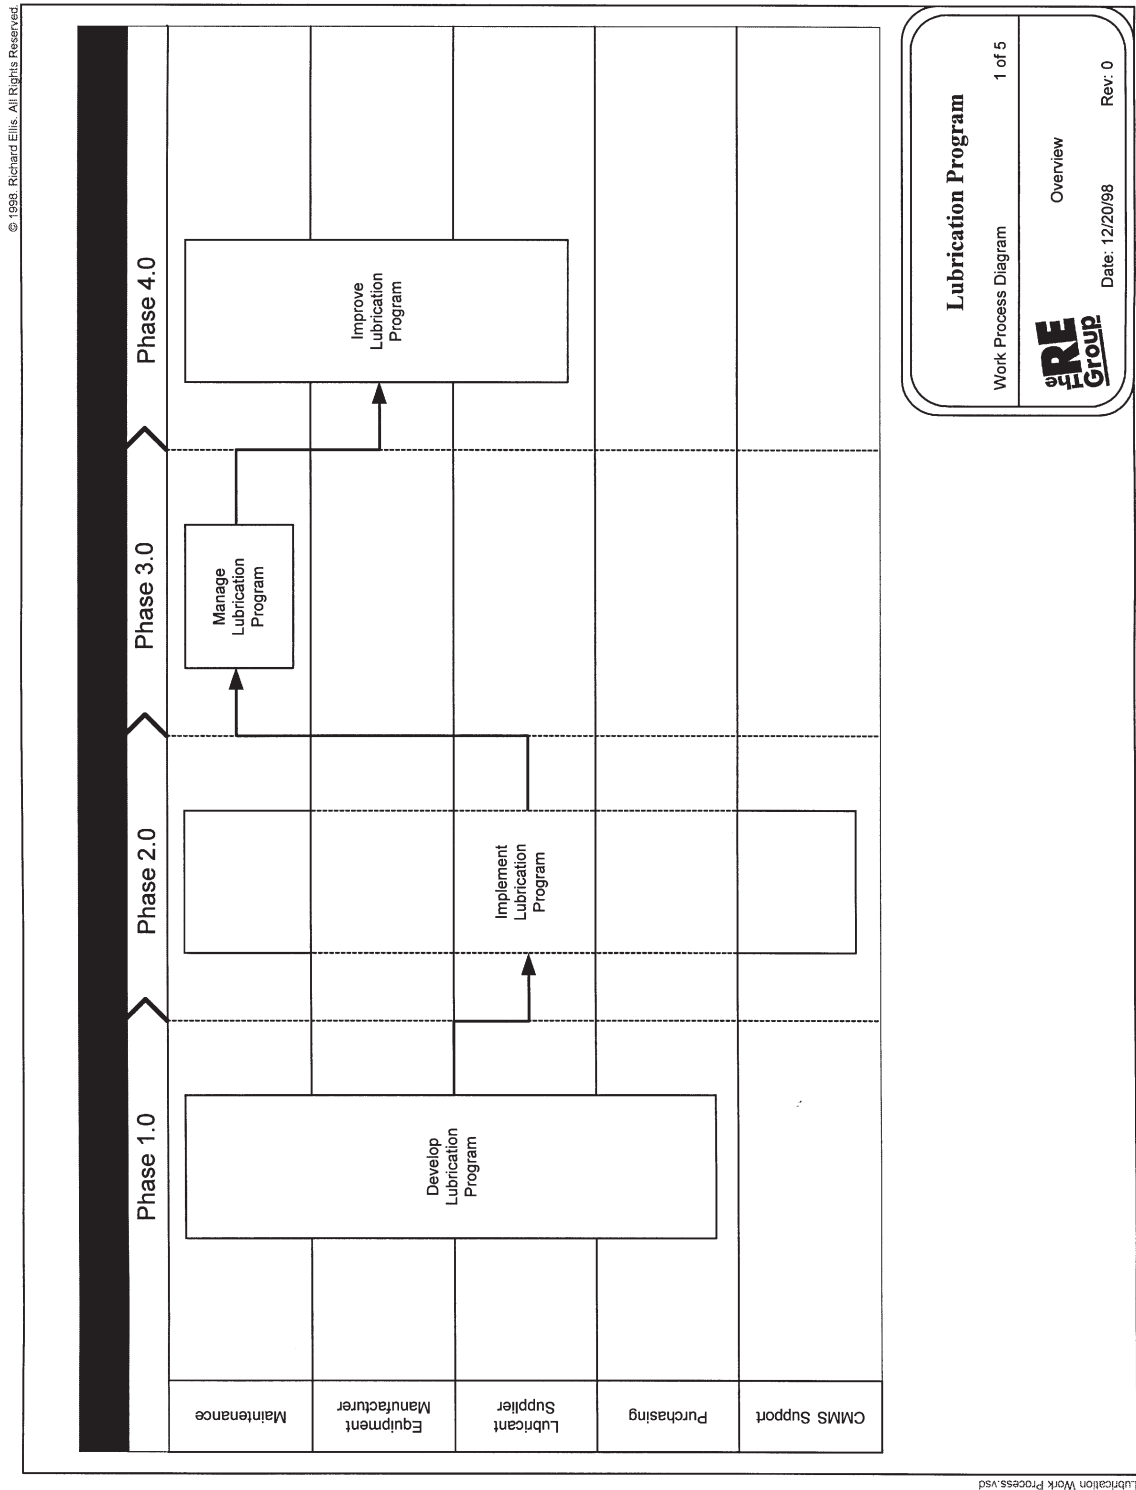 © 1998. Richard Ellis. All Rights Reserved.
Phase 1.0
Phase 2.0
Phase 3.0
Phase 4.0
Maintenance
Equipment
Manufacturer
Lubricant
Supplier
Purchasing
CMMS Support
Develop
Lubrication
Program
Implement
Lubrication
Program
Manage
Lubrication
Program
Improve
Lubrication
Program
Lubrication Program
Work Process Diagram
1 of 5
The RE
Group
Overview
Date: 12/20/98
Rev: 0
Lubrication Work Process.vsd